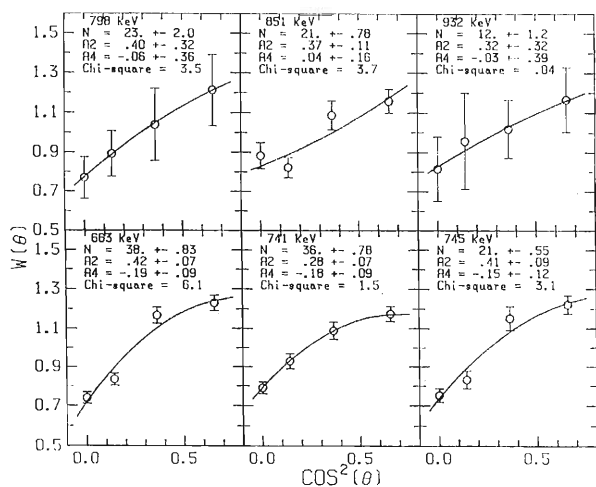 798 KeV
N = 23. +- 2.0
A2 = .40 +- .32
A4 = -.06 +- .36
Chi-square = 3.5
851 KeV
N = 21. +- .78
A2 = .37 +- .11
A4 = .04 +- .16
Chi-square = 3.7
932 KeV
N = 12. +- 1.2
A2 = .32 +- .32
A4 = -.03 +- .39
Chi-square = .04
1.5
1.3
1.1
0.9
0.7
W(θ)
663 KeV
N = 38. +- .83
A2 = .42 +- .07
A4 = -.19 +- .09
Chi-square = 6.1
741 KeV
N = 36. +- .78
A2 = .28 +- .07
A4 = -.18 +- .09
Chi-square = 1.5
745 KeV
N = 21. +- .55
A2 = .41 +- .09
A4 = -.15 +- .12
Chi-square = 3.1
1.5
1.3
1.1
0.9
0.7
0.5
0.0 0.5 0.0 0.5 0.0 0.5
COS²(θ)